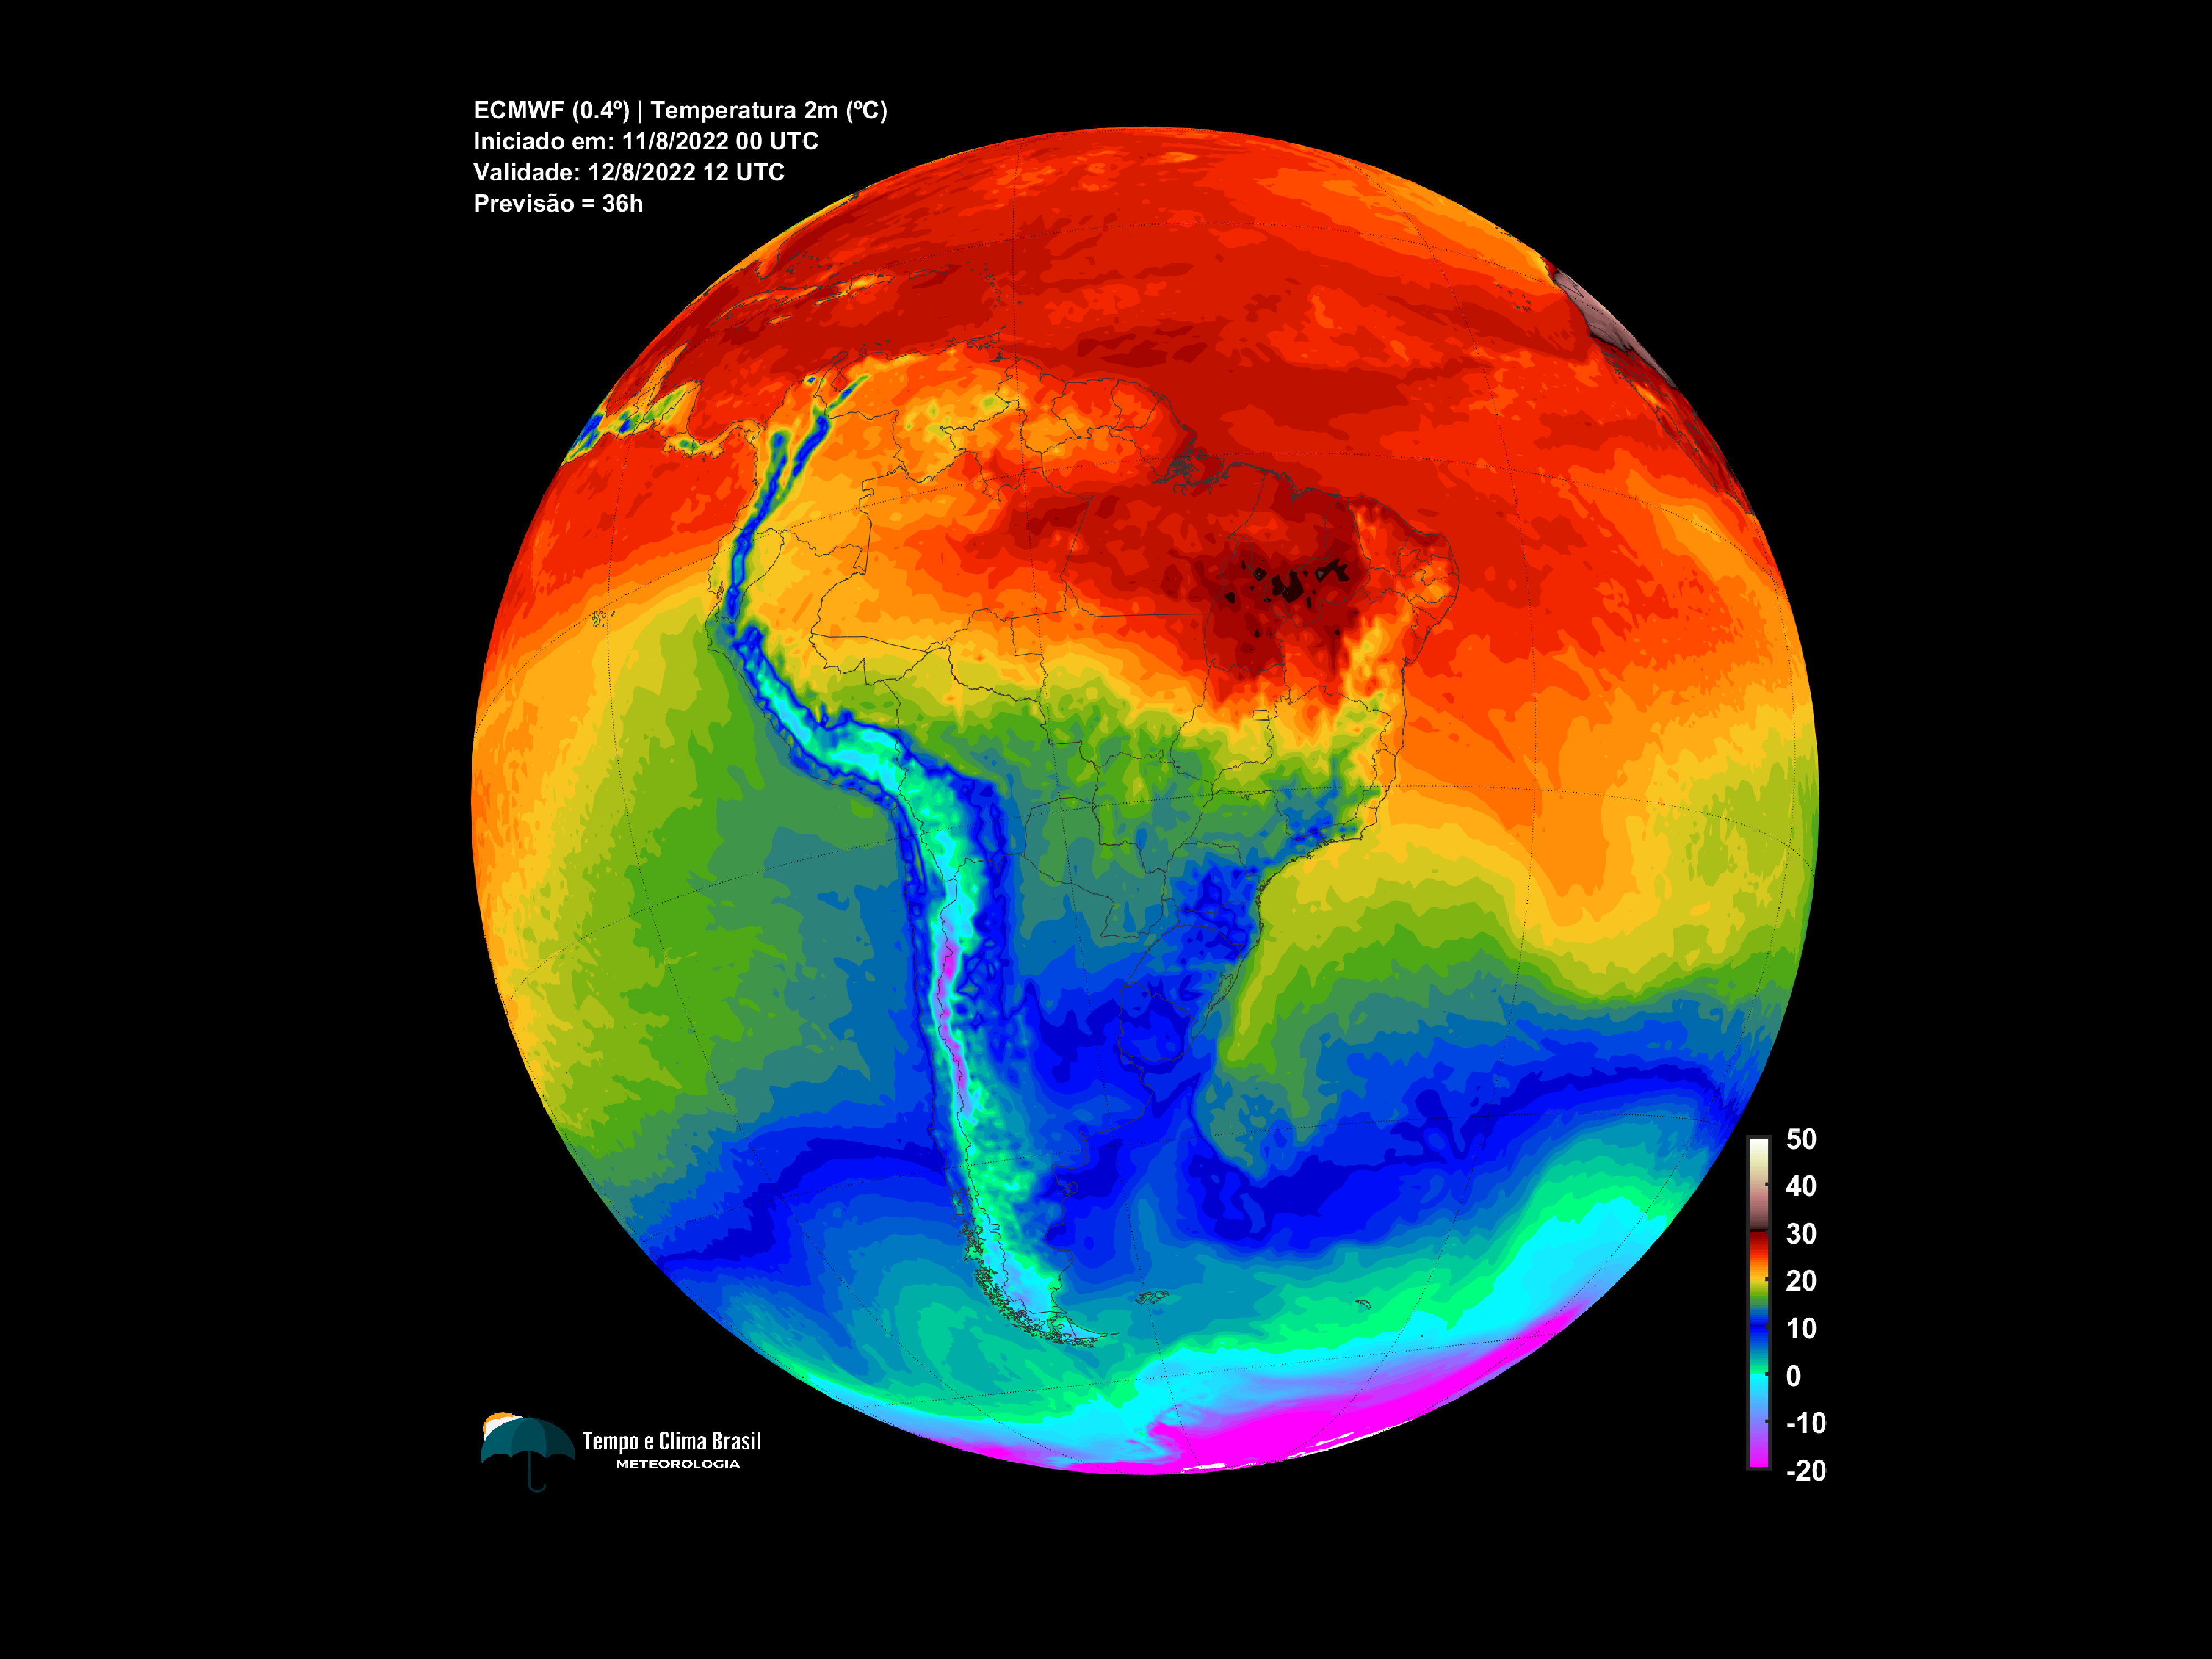 ECMWF (0.4º) | Temperatura 2m (ºC)
Iniciado em: 11/8/2022 00 UTC
Validade: 12/8/2022 12 UTC
Previsão = 36h
50
40
30
20
10
0
-10
-20
Tempo e Clima Brasil
METEOROLOGIA